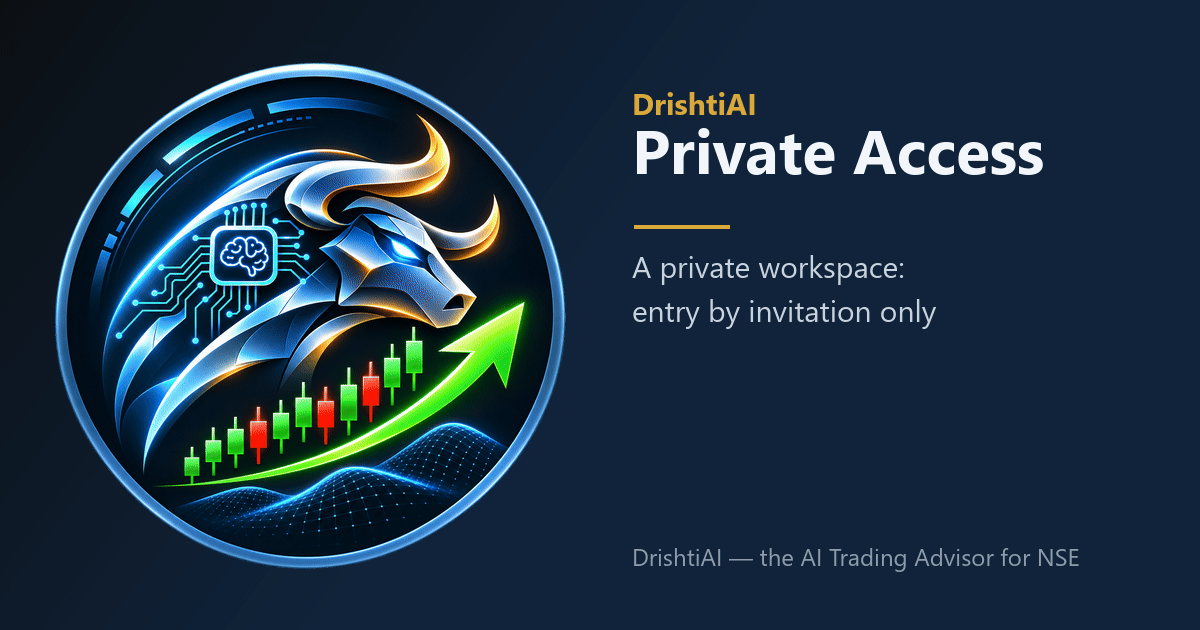 DrishtiAI
Private Access
A private workspace:
entry by invitation only
DrishtiAI — the AI Trading Advisor for NSE